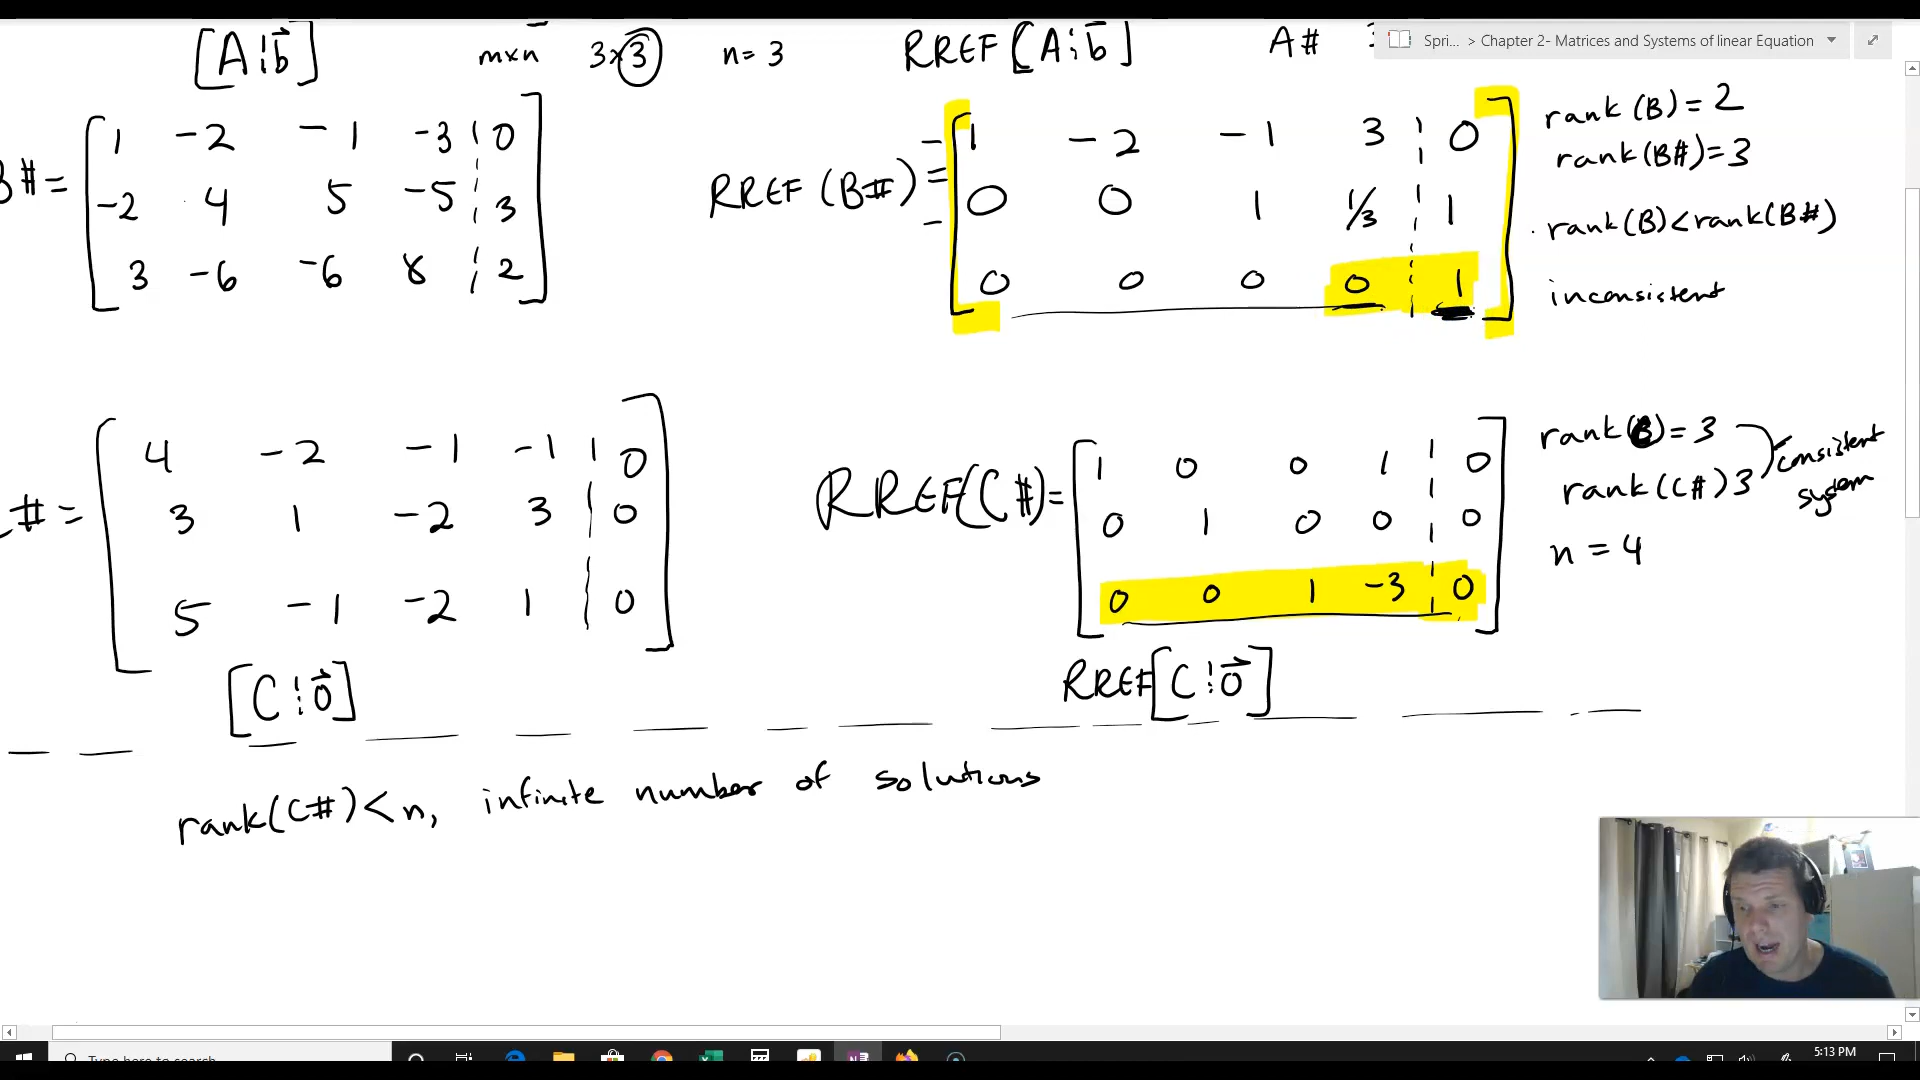 [A ¦ b⃗] m×n 3×3 n = 3 RREF [A ¦ b⃗] A#
Spri... > Chapter 2- Matrices and Systems of linear Equation
B# = [1 -2 -1 -3 ¦ 0
-2 4 5 -5 ¦ 3
3 -6 -6 8 ¦ 2]
RREF (B#) = [1 -2 -1 3 ¦ 0
0 0 1 1/3 ¦ 1
0 0 0 0 ¦ 1]
rank (B) = 2
rank(B#) = 3
rank(B) < rank(B#)
inconsistent
# = [4 -2 -1 -1 ¦ 0
3 1 -2 3 ¦ 0
5 -1 -2 1 ¦ 0]
[C ¦ 0⃗]
RREF(C#) = [1 0 0 1 ¦ 0
0 1 0 0 ¦ 0
0 0 1 -3 ¦ 0]
RREF [C ¦ 0⃗]
rank( ) = 3
rank(C#) 3
consistent
system
n = 4
rank(C#) < n, infinite number of solutions
Type here to search
5:13 PM